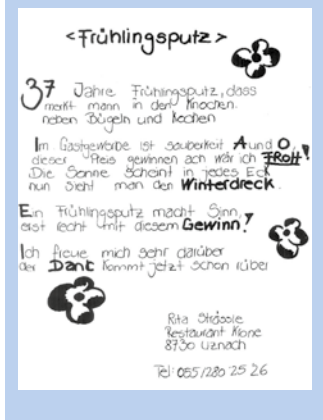 <Frühlingsputz>
37 Jahre Frühlingsputz, dass
merkt mann in den Knochen.
neben Bügeln und Kochen
Im Gastgewerbe ist sauberkeit A und O,
dieser Preis gewinnen ach wär ich FROH!
Die Sonne scheint in jedes Eck
nun sieht man den Winterdreck.
Ein Frühlingsputz macht Sinn,
erst recht mit diesem Gewinn!
Ich freue mich sehr darüber
der Dank kommt jetzt schon rüber
Rita Strässle
Restaurant Krone
8730 Uznach
Tel: 055/280 25 26